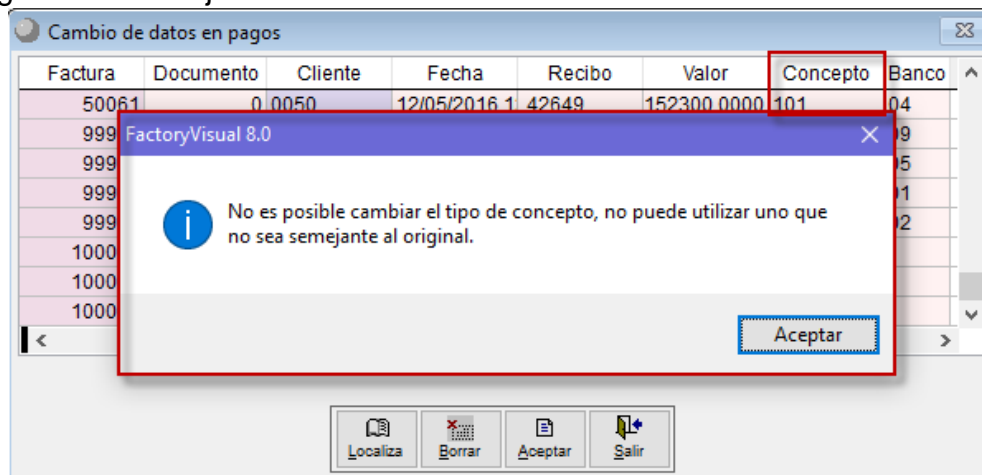 Cambio de datos en pagos
Factura Documento Cliente Fecha Recibo Valor Concepto Banco
50061 0 0050 12/05/2016 1 42649 152300.0000 101 04
999
999
999
999
1000
1000
1000
FactoryVisual 8.0
No es posible cambiar el tipo de concepto, no puede utilizar uno que
no sea semejante al original.
Aceptar
Localiza Borrar Aceptar Salir